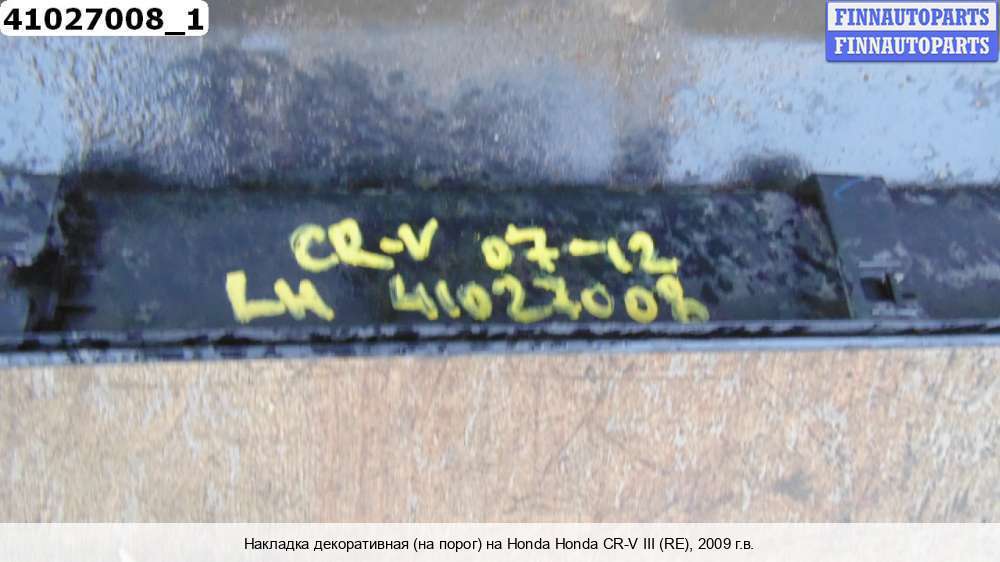 41027008_1
FINNAUTOPARTS
FINNAUTOPARTS
CR-V 07-12
LH 41027008
Накладка декоративная (на порог) на Honda Honda CR-V III (RE), 2009 г.в.